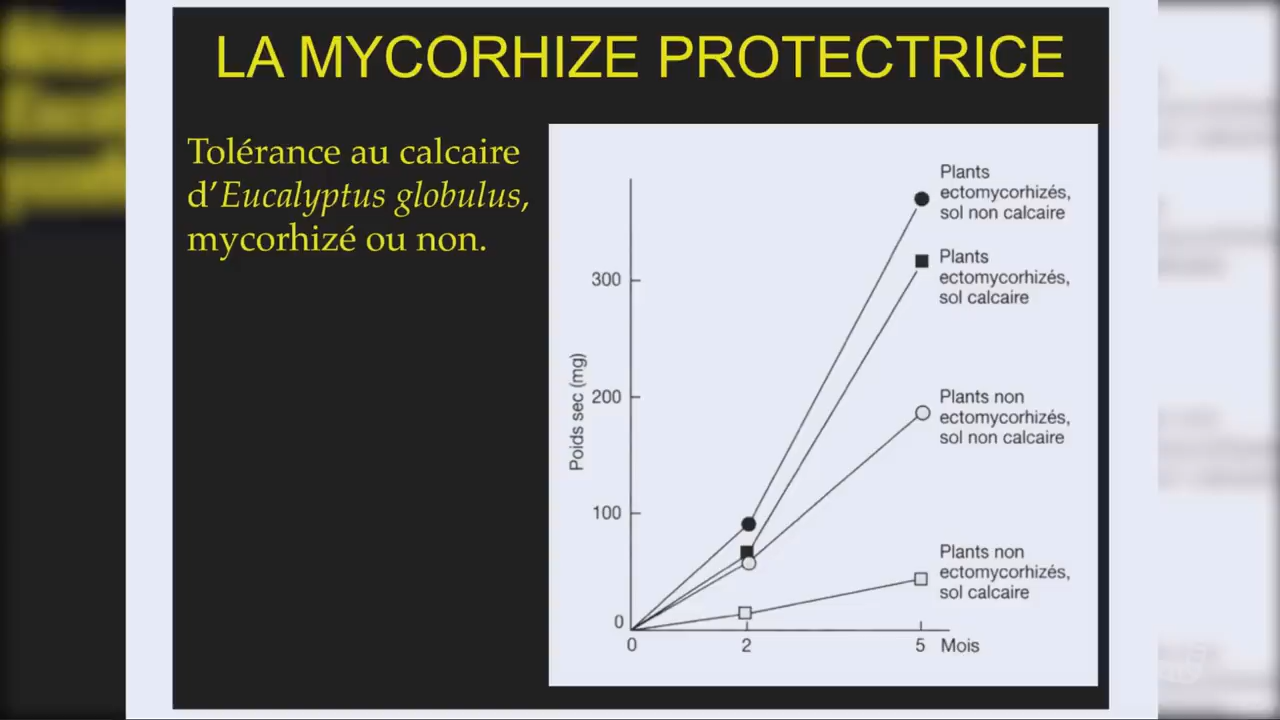 LA MYCORHIZE PROTECTRICE
Tolérance au calcaire
d'Eucalyptus globulus,
mycorhizé ou non.
Plants
ectomycorhizés,
sol non calcaire
Plants
ectomycorhizés,
sol calcaire
Plants non
ectomycorhizés,
sol non calcaire
Plants non
ectomycorhizés,
sol calcaire
Poids sec (mg)
300
200
100
0
0 2 5 Mois